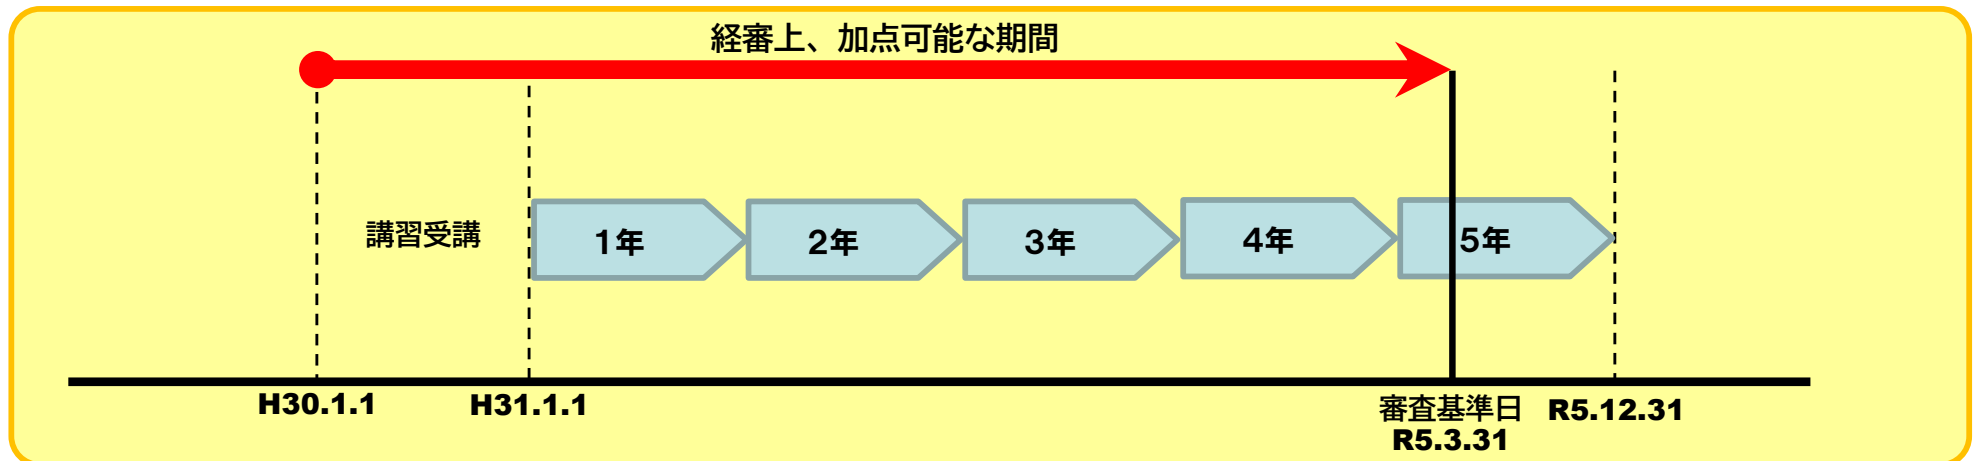 経審上、加点可能な期間
講習受講
1年
2年
3年
4年
5年
H30.1.1
H31.1.1
審査基準日
R5.3.31
R5.12.31